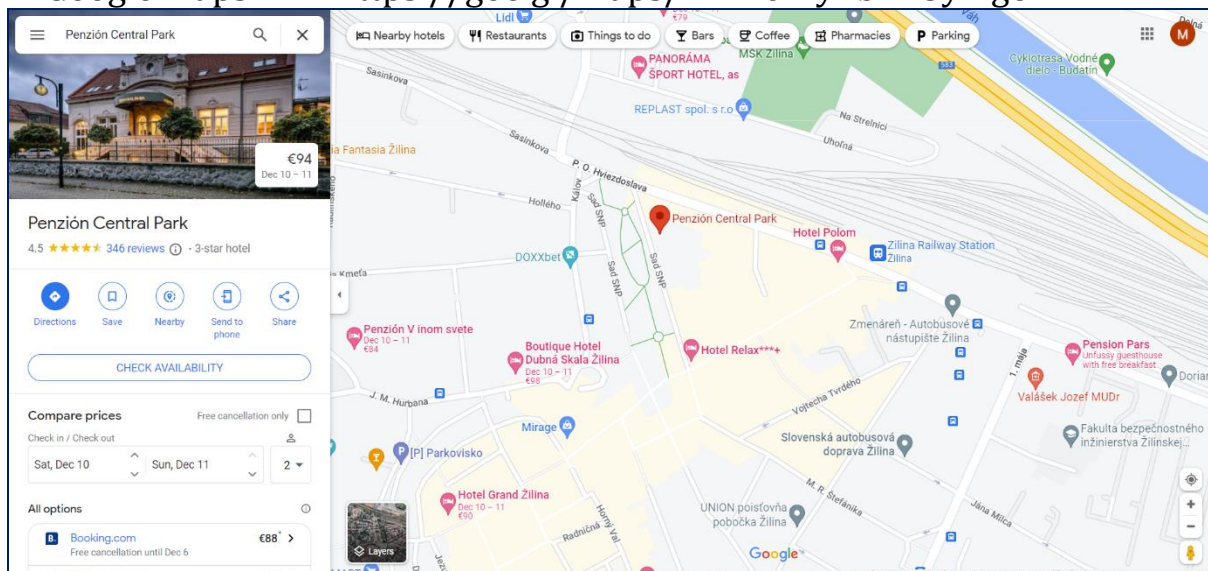 Penzión Central Park
€94
Dec 10 – 11
Penzión Central Park
4.5
346 reviews
· 3-star hotel
Directions
Save
Nearby
Send to
phone
Share
CHECK AVAILABILITY
Compare prices
Free cancellation only
Check in / Check out
Sat, Dec 10
Sun, Dec 11
2
All options
B.
Booking.com
€88
Free cancellation until Dec 6
Nearby hotels
Restaurants
Things to do
Bars
Coffee
Pharmacies
Parking
M
Lidl
€79
PANORÁMA
ŠPORT HOTEL, as
MSK Žilina
583
Váh
Cyklotrasa Vodné
dielo - Budatín
REPLAST spol. s r.o
Na Strelnici
Uhoľná
Sasinkova
Sasinkova
Fantasia Žilina
P. O. Hviezdoslava
Kálov
Hollého
Sad SNP
Sad SNP
Sad SNP
Penzión Central Park
Hotel Polom
Zilina Railway Station
Žilina
DOXXbet
Kmeťa
Penzión V inom svete
Dec 10 – 11
€84
Boutique Hotel
Dubná Skala Žilina
Dec 10 – 11
€98
Hotel Relax***+
Zmenáreň - Autobusové
nástupište Žilina
1. mája
Pension Pars
Unfussy guesthouse
with free breakfast
Dorian
Valášek Jozef MUDr
J. M. Hurbana
Vojtecha Tvrdého
Mirage
[P] Parkovisko
Slovenská autobusová
doprava Žilina
Fakulta bezpečnostného
inžinierstva Žilinskej...
Hotel Grand Žilina
Dec 10 – 11
€90
M. R. Štefánika
Jána Milca
UNION poisťovňa
pobočka Žilina
Radničná
Horný Val
Layers
Google